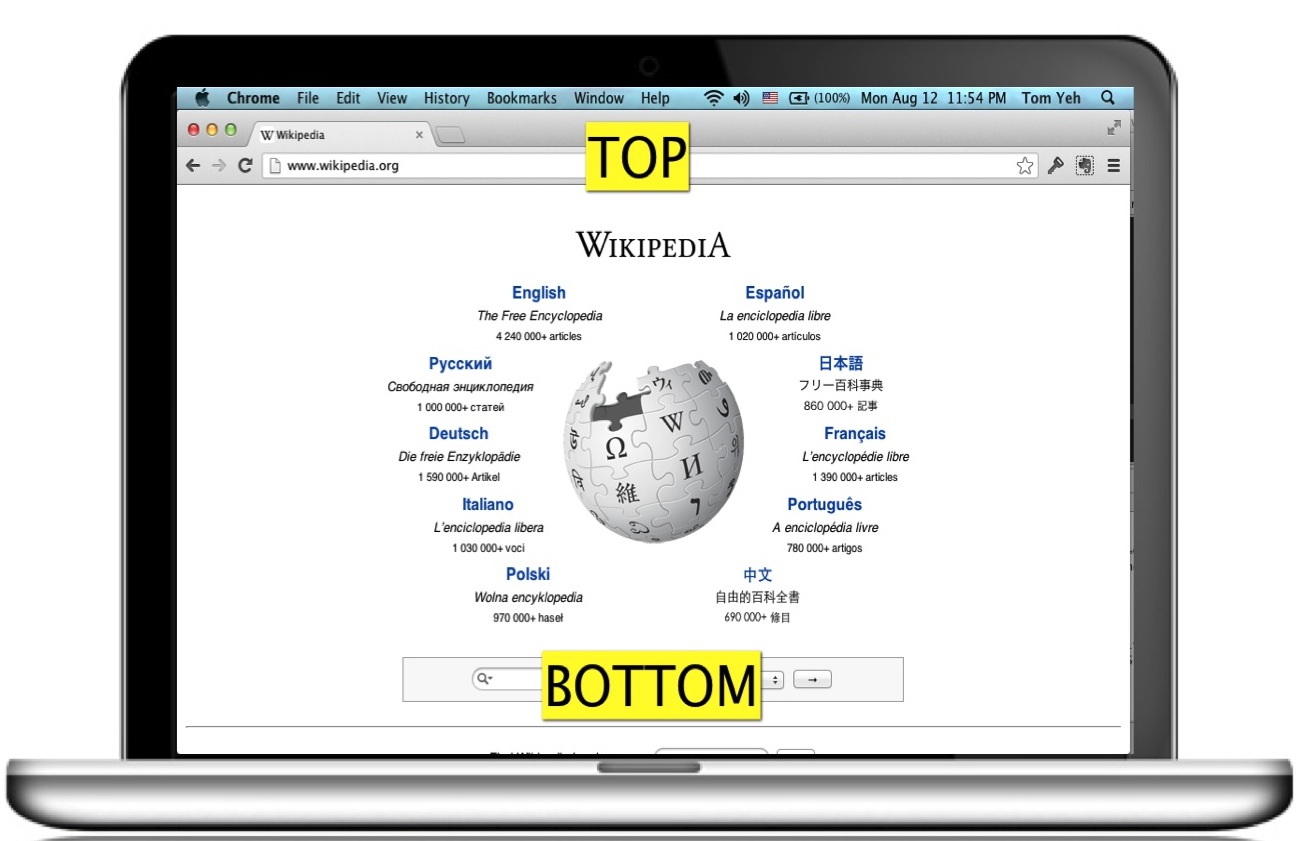 Chrome File Edit View History Bookmarks Window Help (100%) Mon Aug 12 11:54 PM Tom Yeh
W Wikipedia ×
www.wikipedia.org
TOP
WIKIPEDIA
English
The Free Encyclopedia
4 240 000+ articles
Español
La enciclopedia libre
1 020 000+ artículos
Русский
Свободная энциклопедия
1 000 000+ статей
日本語
フリー百科事典
860 000+ 記事
Deutsch
Die freie Enzyklopädie
1 590 000+ Artikel
Français
L'encyclopédie libre
1 390 000+ articles
Italiano
L'enciclopedia libera
1 030 000+ voci
Português
A enciclopédia livre
780 000+ artigos
Polski
Wolna encyklopedia
970 000+ haseł
中文
自由的百科全書
690 000+ 條目
Ω W И 維 ウィ
BOTTOM